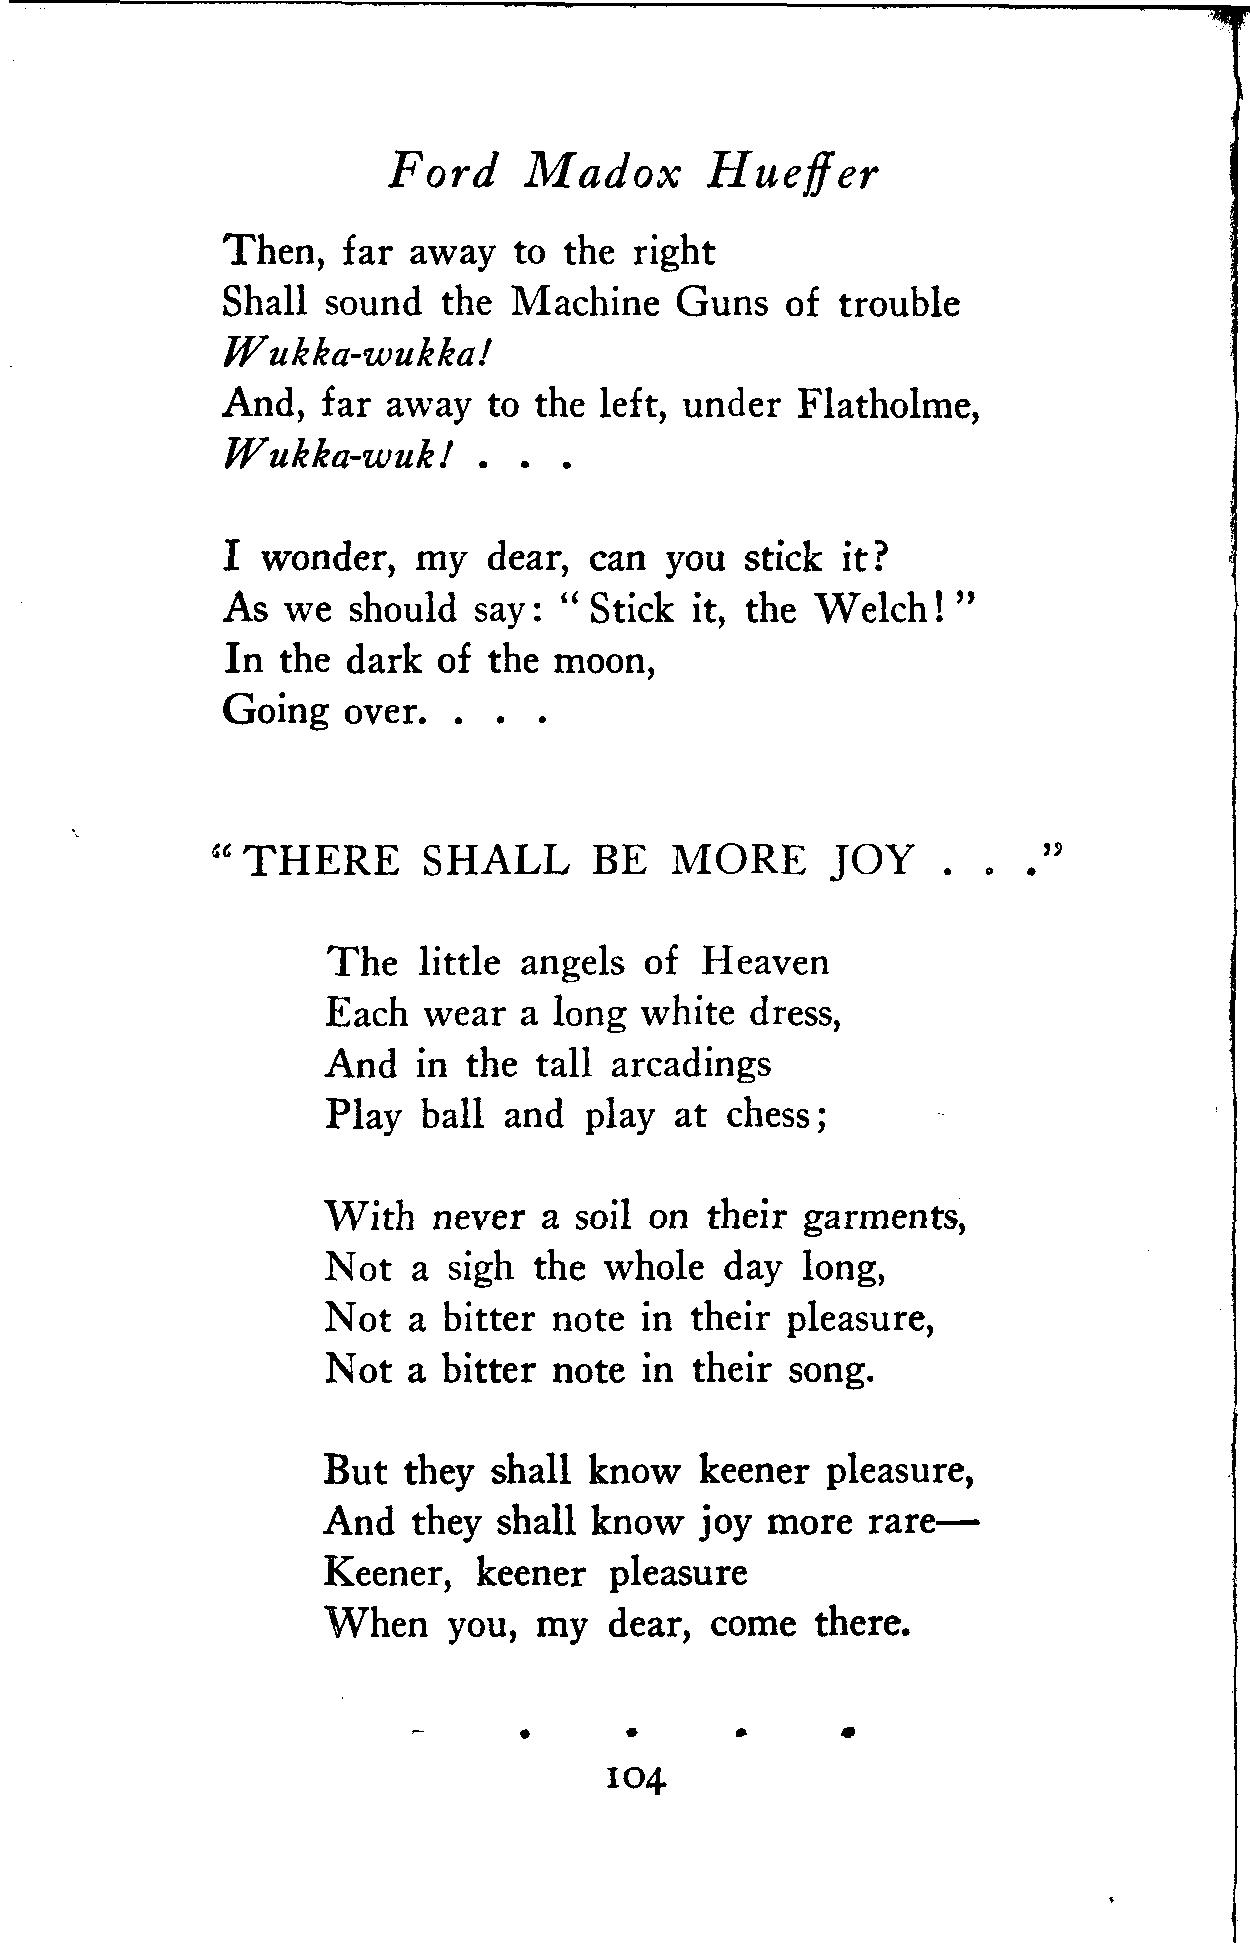 Ford Madox Hueffer
Then, far away to the right
Shall sound the Machine Guns of trouble
Wukka-wukka!
And, far away to the left, under Flatholme,
Wukka-wuk! . . .
I wonder, my dear, can you stick it?
As we should say: “ Stick it, the Welch! ”
In the dark of the moon,
Going over. . . .
“ THERE SHALL BE MORE JOY . . .”
The little angels of Heaven
Each wear a long white dress,
And in the tall arcadings
Play ball and play at chess;
With never a soil on their garments,
Not a sigh the whole day long,
Not a bitter note in their pleasure,
Not a bitter note in their song.
But they shall know keener pleasure,
And they shall know joy more rare—
Keener, keener pleasure
When you, my dear, come there.
. . . . .
104